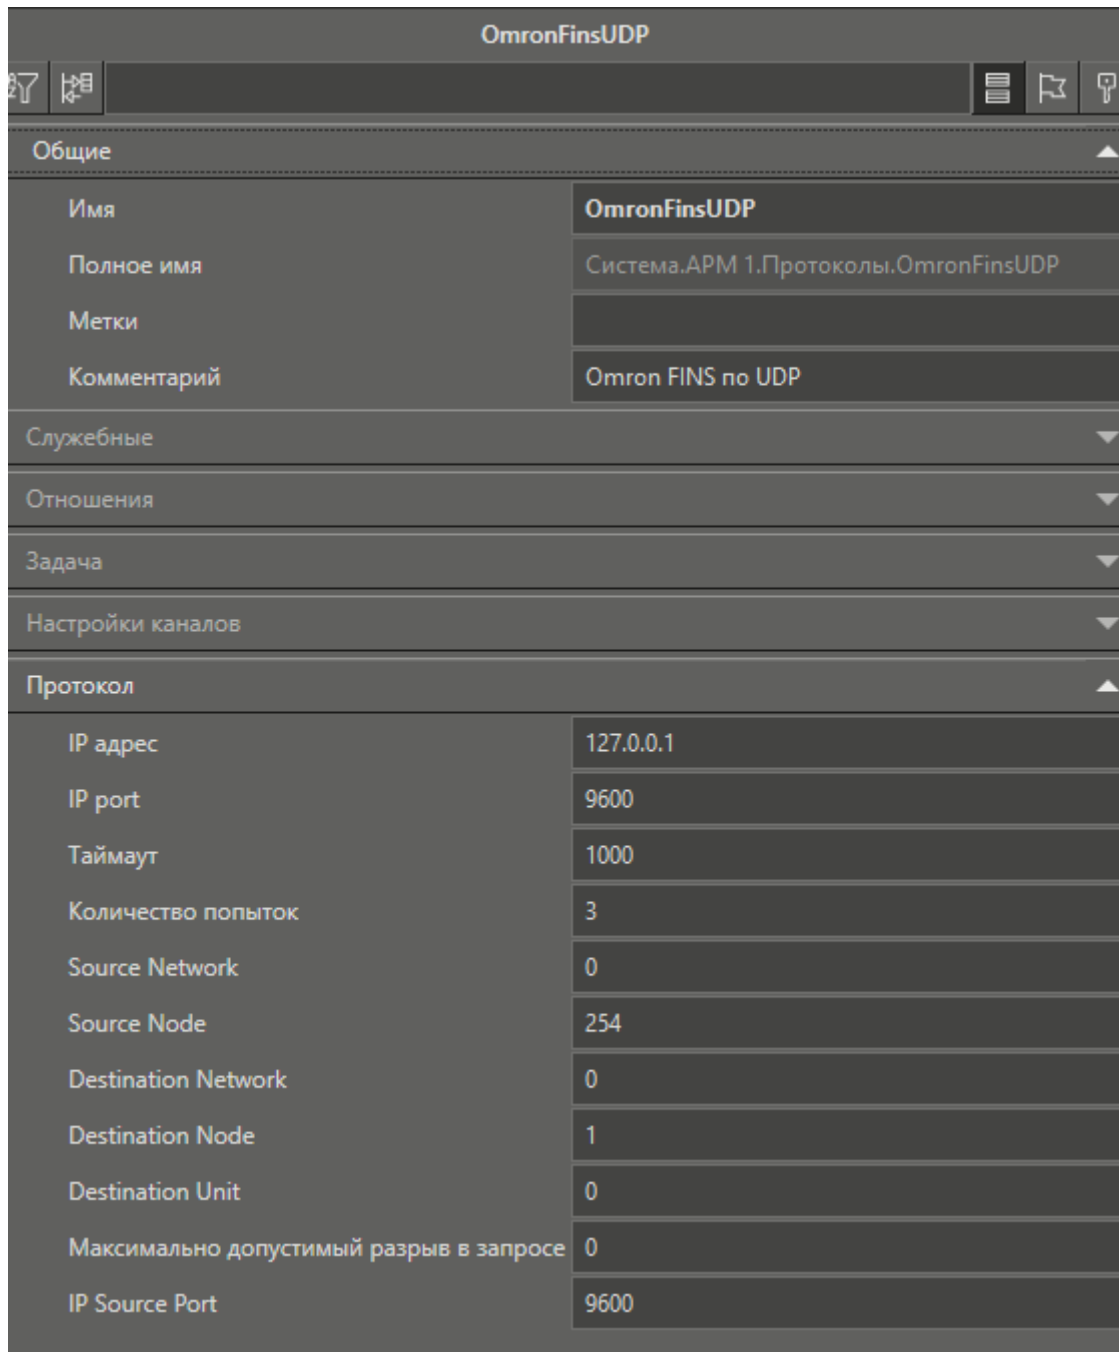 OmronFinsUDP
Общие
Имя OmronFinsUDP
Полное имя Система.АРМ 1.Протоколы.OmronFinsUDP
Метки
Комментарий Omron FINS по UDP
Служебные
Отношения
Задача
Настройки каналов
Протокол
IP адрес 127.0.0.1
IP port 9600
Таймаут 1000
Количество попыток 3
Source Network 0
Source Node 254
Destination Network 0
Destination Node 1
Destination Unit 0
Максимально допустимый разрыв в запросе 0
IP Source Port 9600